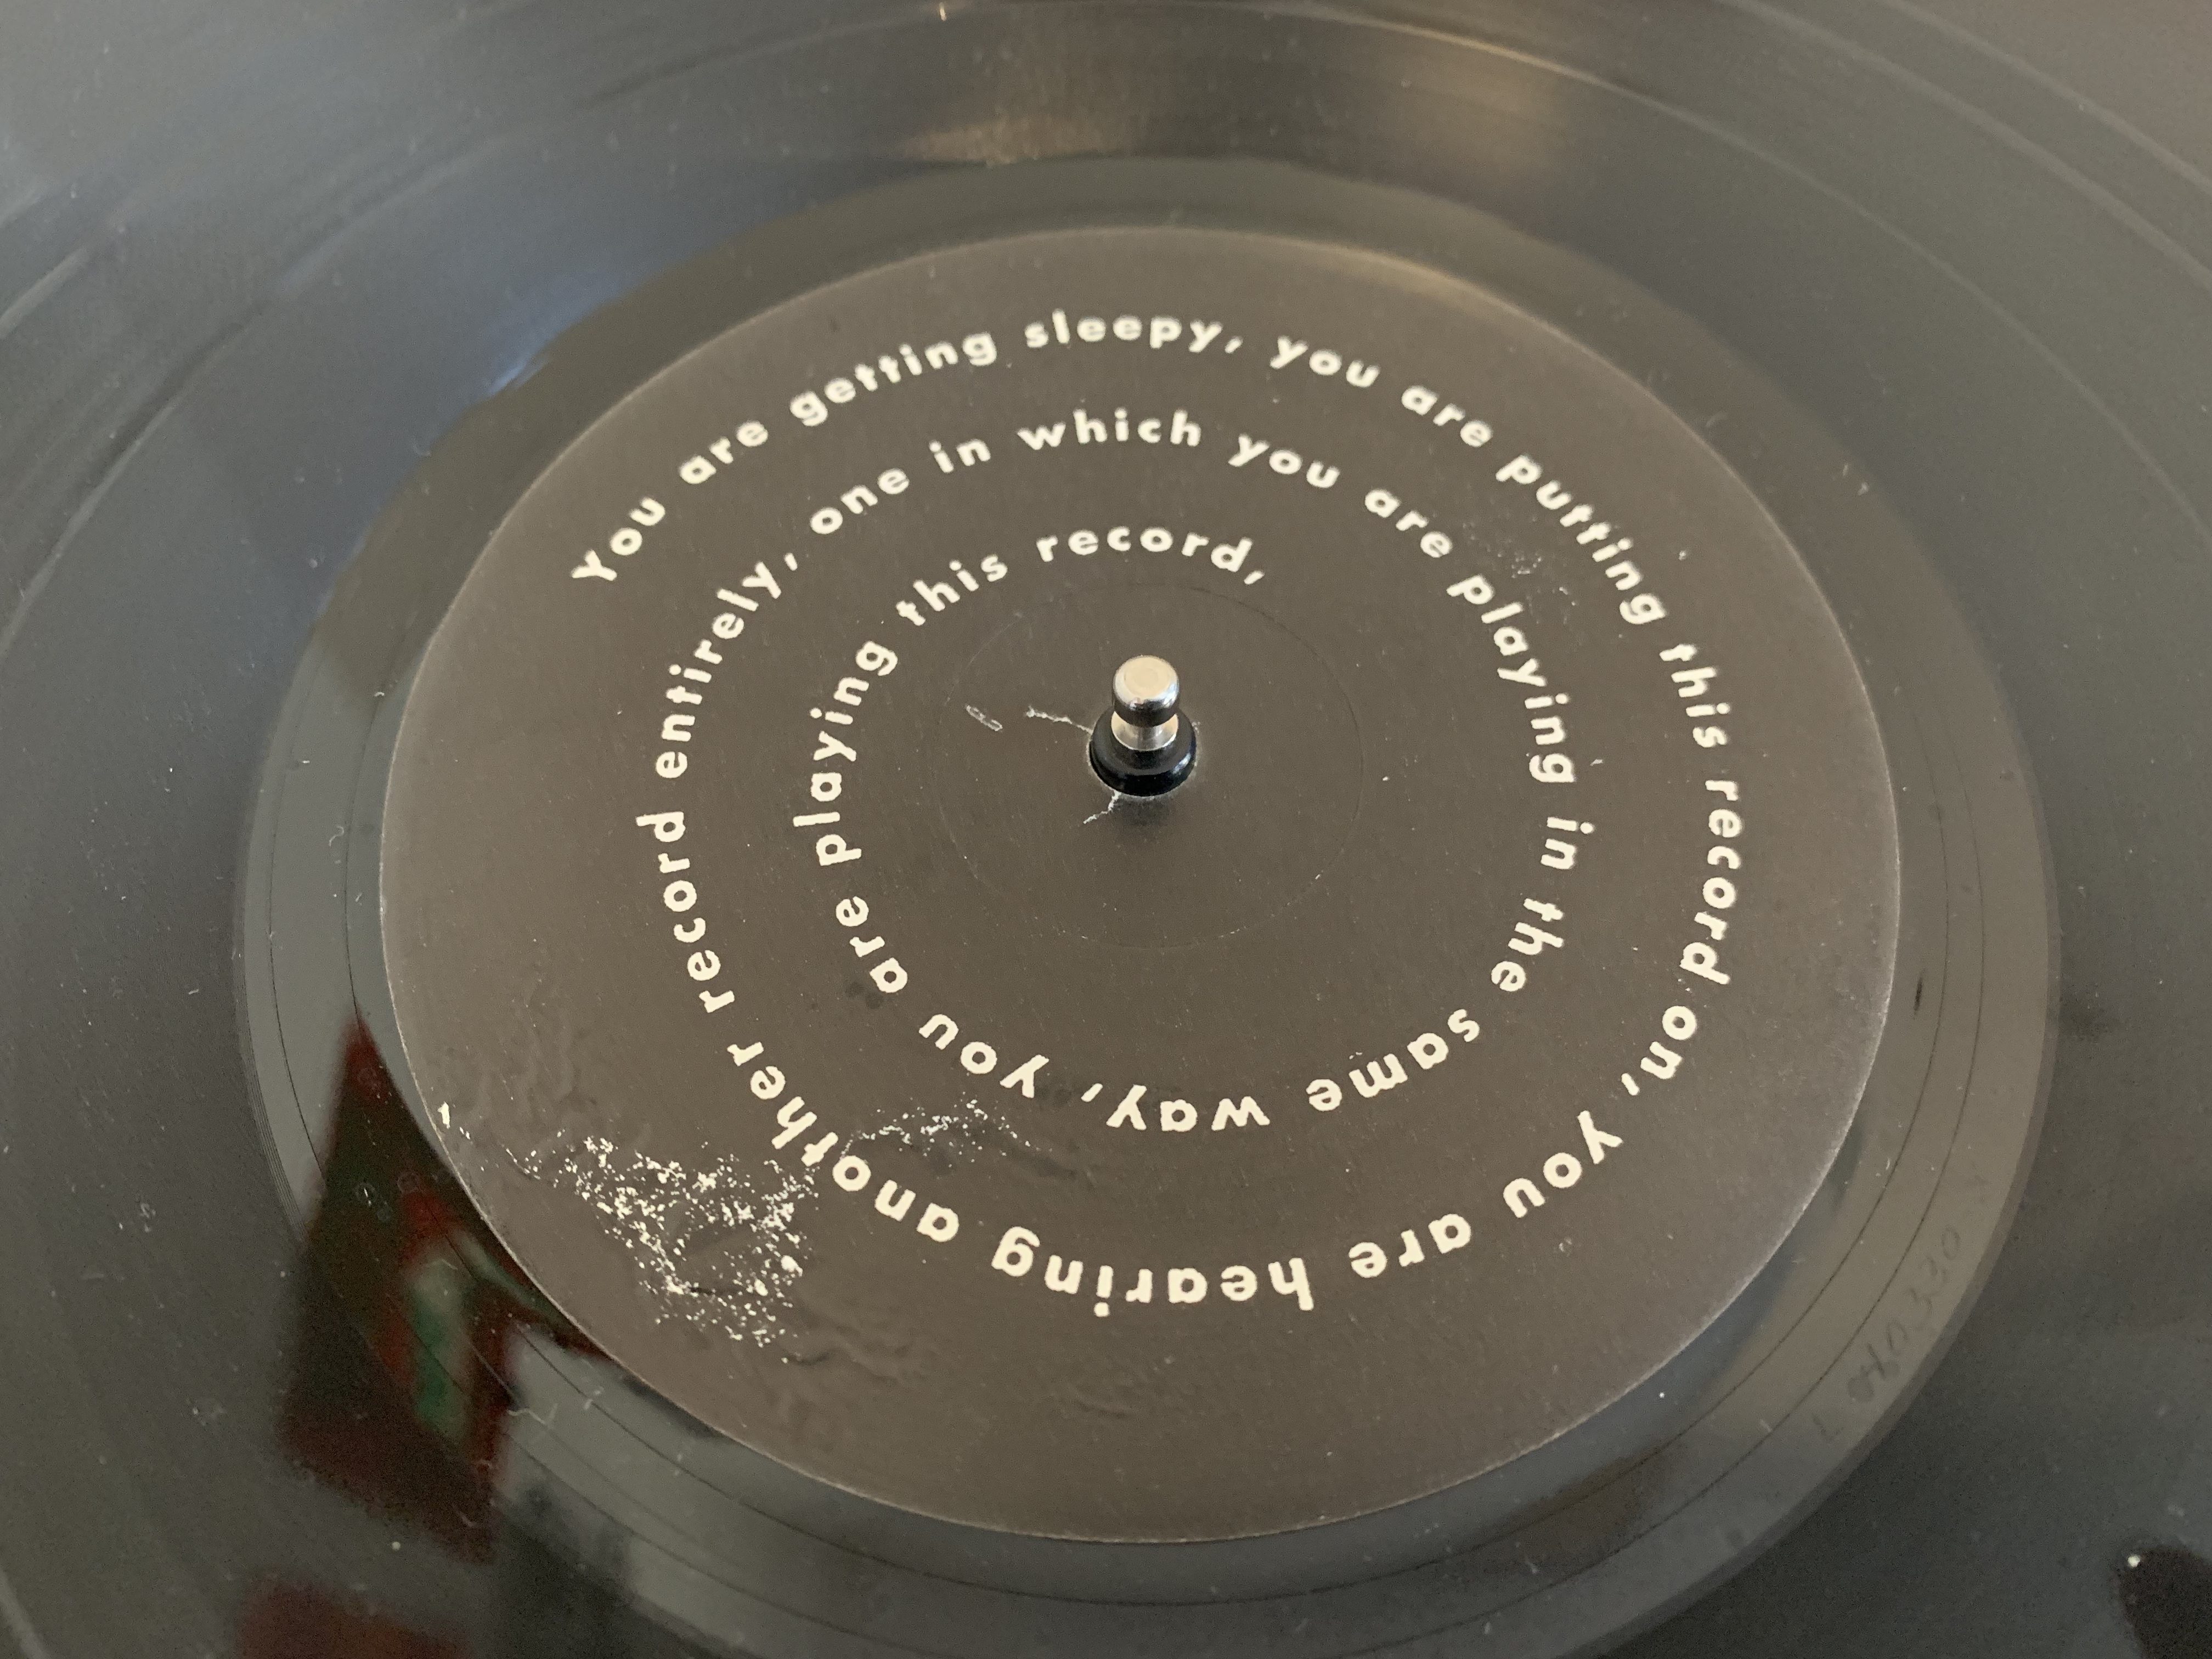 You are getting sleepy, you are putting this record on, you are hearing another record entirely, one in which you are playing in the same way, you are playing this record,